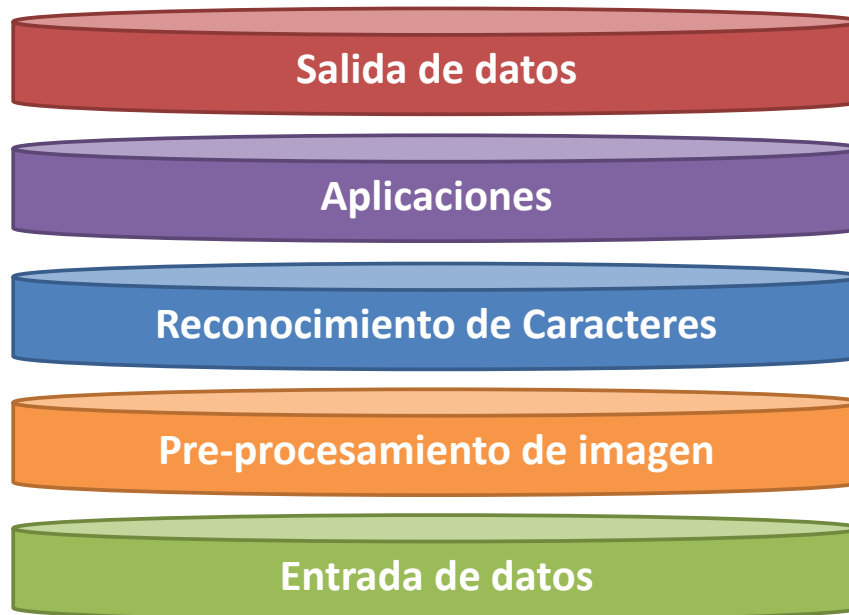 Salida de datos
Aplicaciones
Reconocimiento de Caracteres
Pre-procesamiento de imagen
Entrada de datos